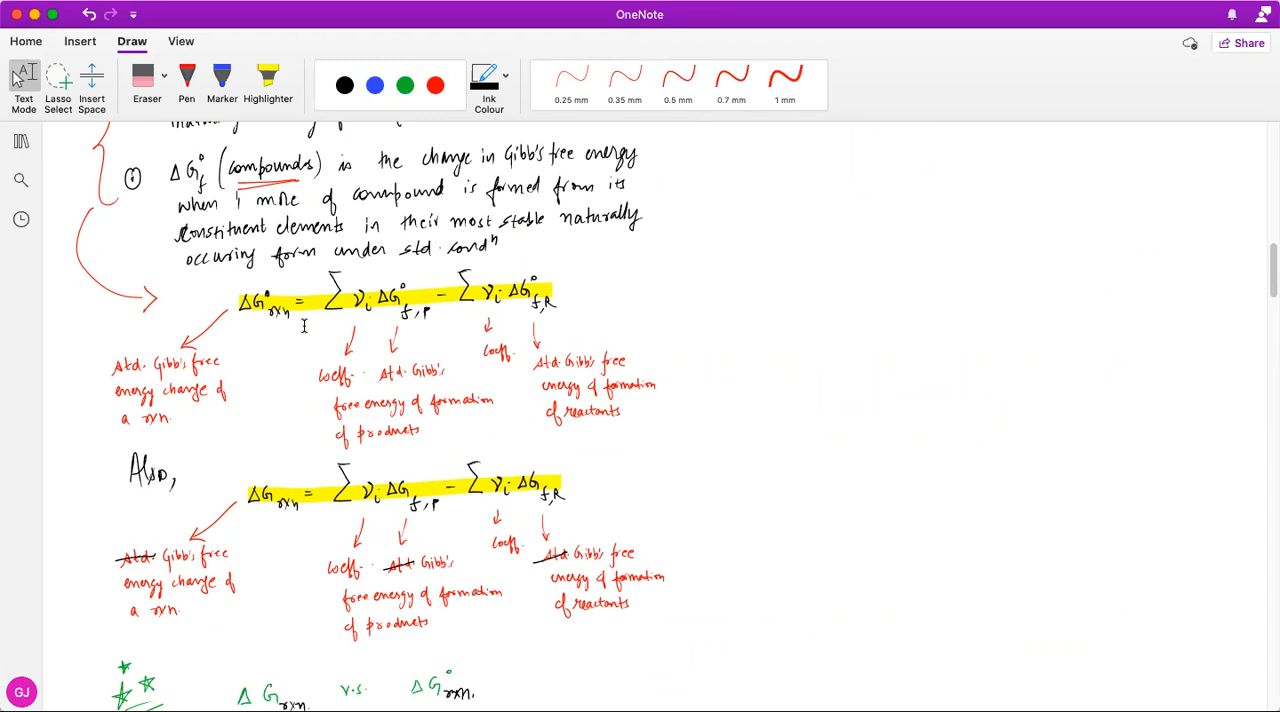 OneNote
Home Insert Draw View
Share
Text Mode
Lasso Select
Insert Space
Eraser
Pen
Marker
Highlighter
Ink Colour
0.25 mm 0.35 mm 0.5 mm 0.7 mm 1 mm
① ΔG°f (compounds) is the change in Gibb's free energy
when 1 mole of compound is formed from its
constituent elements in their most stable naturally
occuring form under std. condⁿ
ΔG°rxn = Σ νi ΔG°f,P − Σ νi ΔG°f,R
Std. Gibb's free
energy change of
a rxn.
coeff.
Std. Gibb's
free energy of formation
of products
coeff.
Std. Gibb's free
energy of formation
of reactants
Also,
ΔGrxn = Σ νi ΔGf,P − Σ νi ΔGf,R
Std. Gibb's free
energy change of
a rxn.
coeff.
Std. Gibb's
free energy of formation
of products
coeff.
Std. Gibb's free
energy of formation
of reactants
ΔGrxn. v.s. ΔG°rxn.
GJ